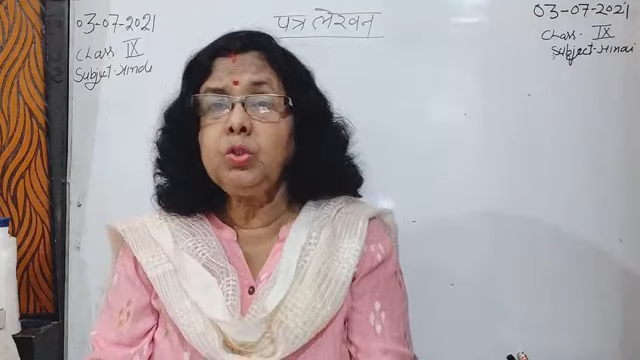 03-07-2021
Class IX
Subject-Hindi
पत्र लेखन
03-07-2021
Class- IX
Subject-Hindi